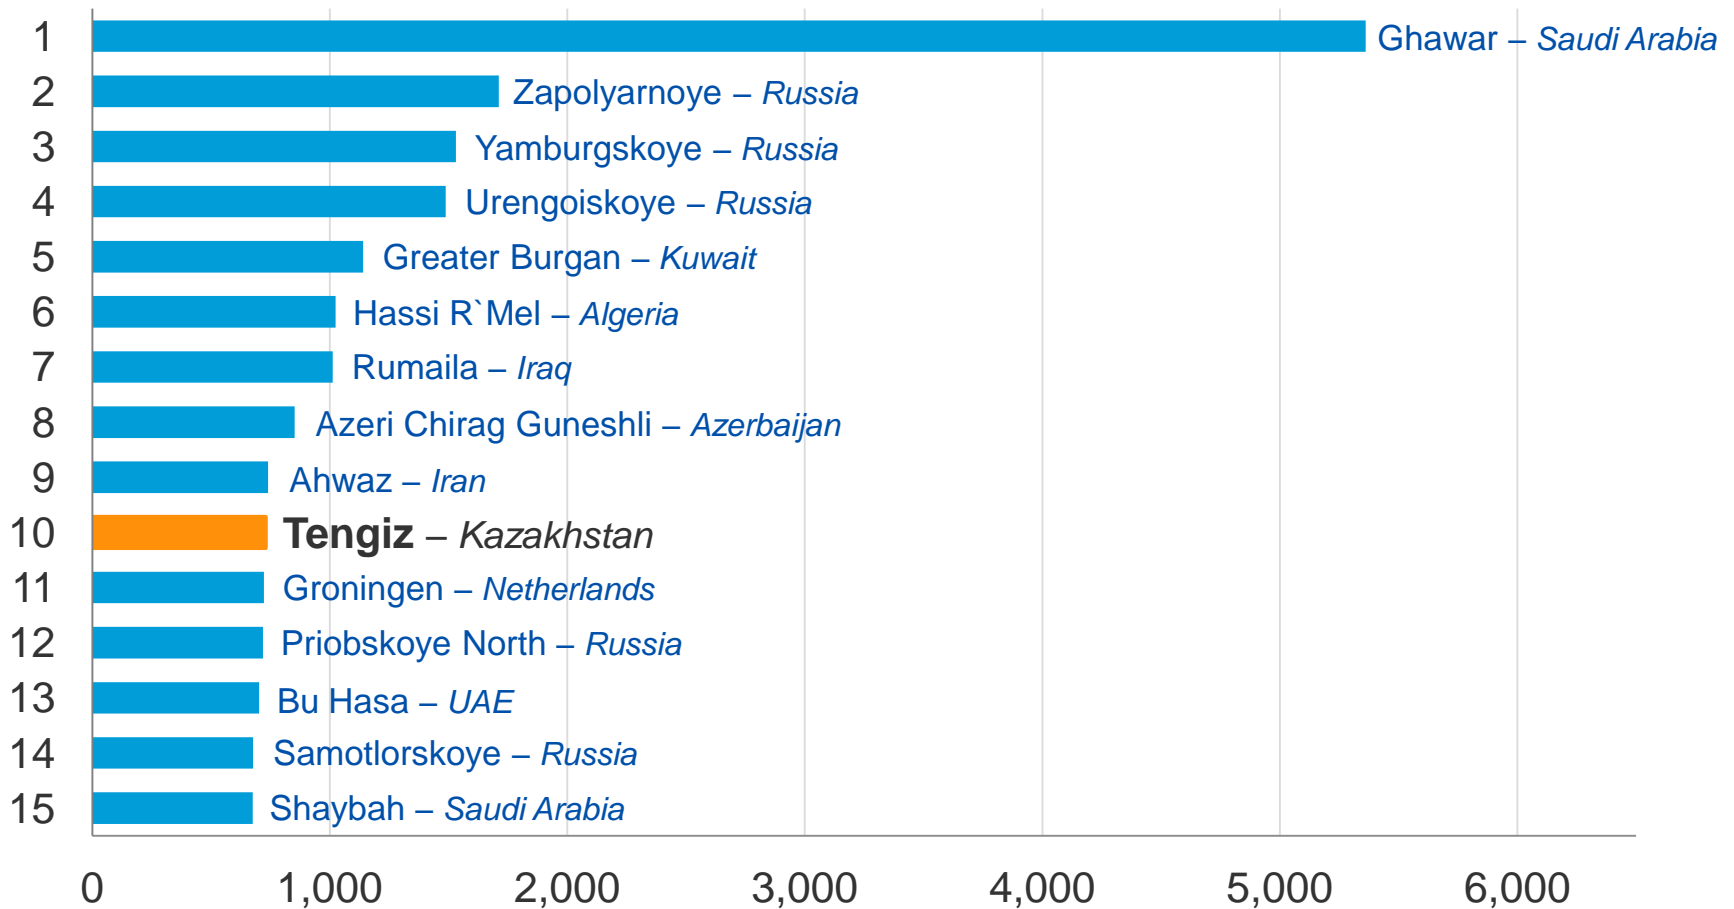 1 Ghawar – Saudi Arabia
2 Zapolyarnoye – Russia
3 Yamburgskoye – Russia
4 Urengoiskoye – Russia
5 Greater Burgan – Kuwait
6 Hassi R`Mel – Algeria
7 Rumaila – Iraq
8 Azeri Chirag Guneshli – Azerbaijan
9 Ahwaz – Iran
10 Tengiz – Kazakhstan
11 Groningen – Netherlands
12 Priobskoye North – Russia
13 Bu Hasa – UAE
14 Samotlorskoye – Russia
15 Shaybah – Saudi Arabia
0 1,000 2,000 3,000 4,000 5,000 6,000